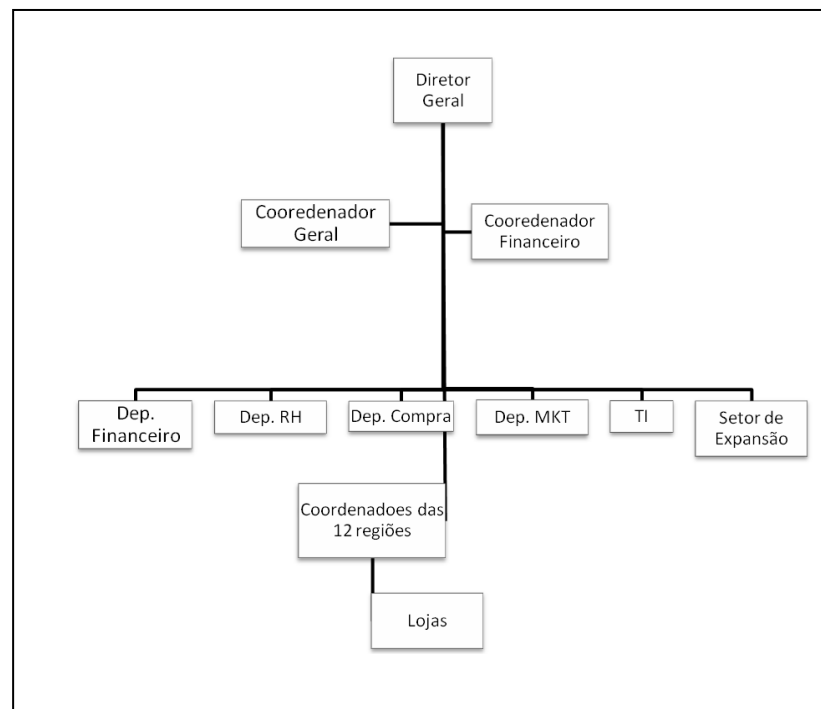 Diretor
Geral
Cooredenador
Geral
Cooredenador
Financeiro
Dep.
Financeiro
Dep. RH
Dep. Compra
Dep. MKT
TI
Setor de
Expansão
Coordenadoes das
12 regiões
Lojas